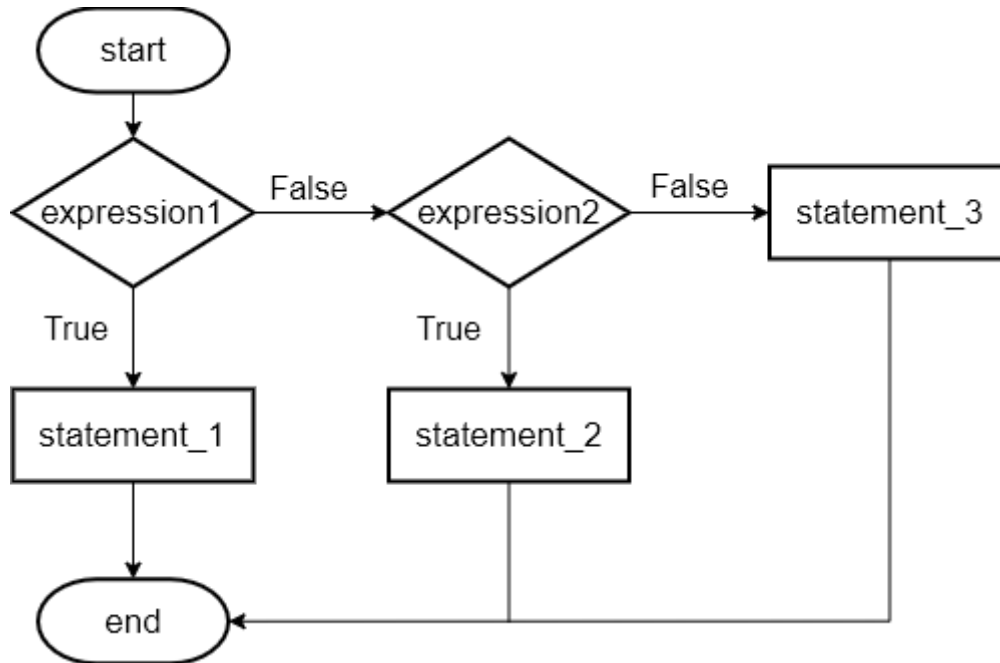 start
expression1
False
expression2
False
statement_3
True
True
statement_1
statement_2
end